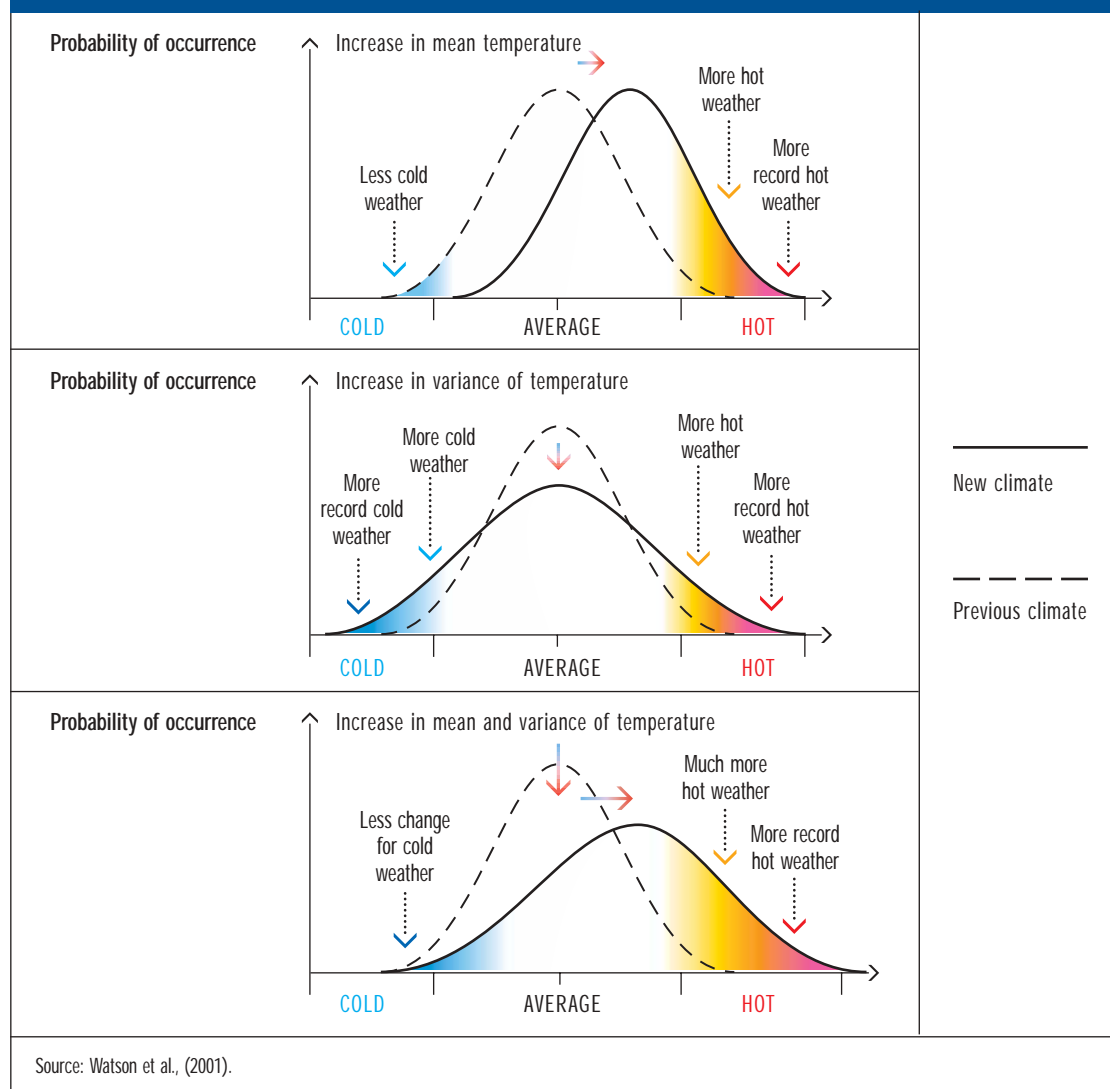 Probability of occurrence
Increase in mean temperature
More hot
weather
More
record hot
weather
Less cold
weather
COLD
AVERAGE
HOT
Probability of occurrence
Increase in variance of temperature
More cold
weather
More hot
weather
More
record cold
weather
More
record hot
weather
COLD
AVERAGE
HOT
New climate
Previous climate
Probability of occurrence
Increase in mean and variance of temperature
Much more
hot weather
Less change
for cold
weather
More record
hot weather
COLD
AVERAGE
HOT
Source: Watson et al., (2001).